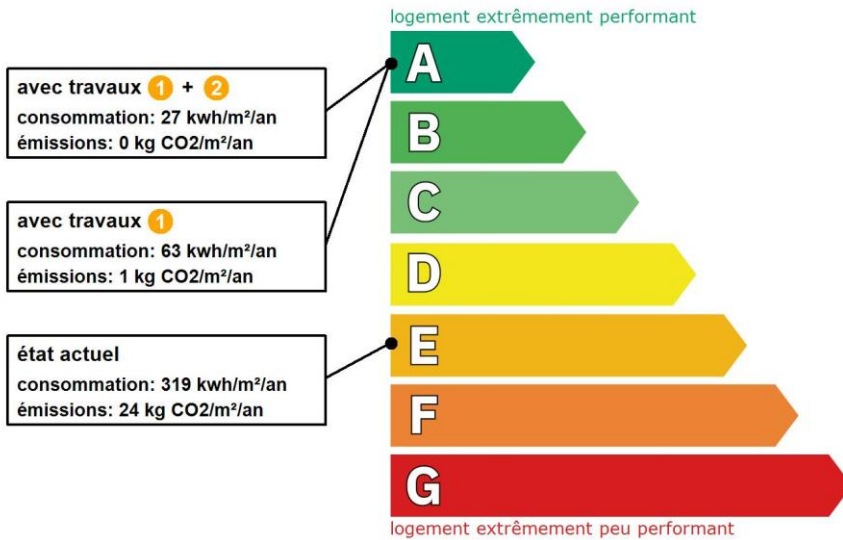 logement extrêmement performant
avec travaux 1 + 2
consommation: 27 kwh/m²/an
émissions: 0 kg CO2/m²/an
avec travaux 1
consommation: 63 kwh/m²/an
émissions: 1 kg CO2/m²/an
état actuel
consommation: 319 kwh/m²/an
émissions: 24 kg CO2/m²/an
A
B
C
D
E
F
G
logement extrêmement peu performant